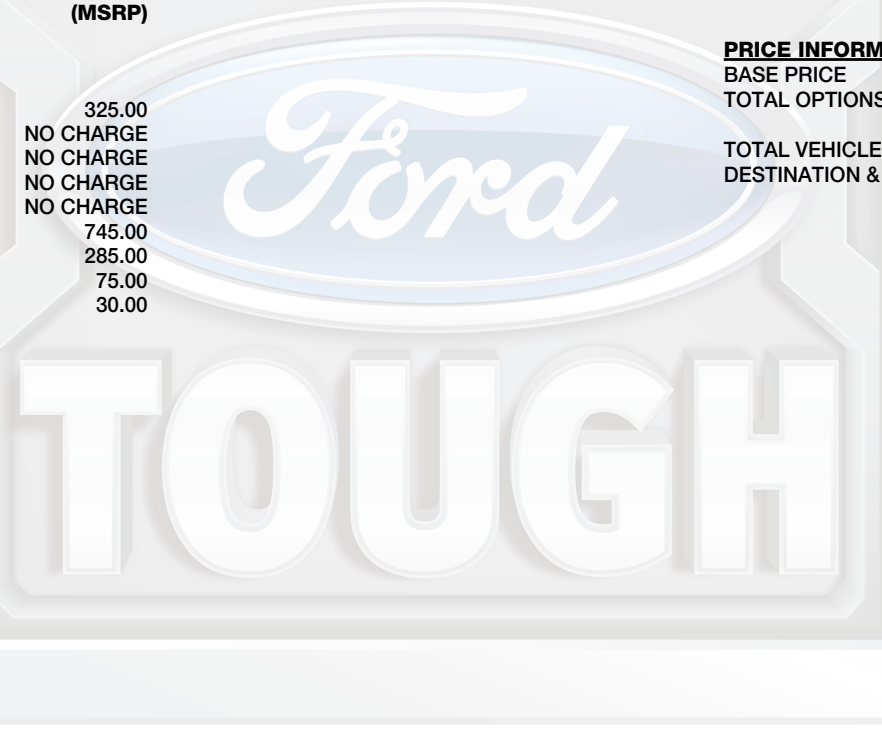 (MSRP)
325.00
NO CHARGE
NO CHARGE
NO CHARGE
NO CHARGE
745.00
285.00
75.00
30.00
PRICE INFORM
BASE PRICE
TOTAL OPTIONS
TOTAL VEHICLE
DESTINATION &
Ford
TOUGH